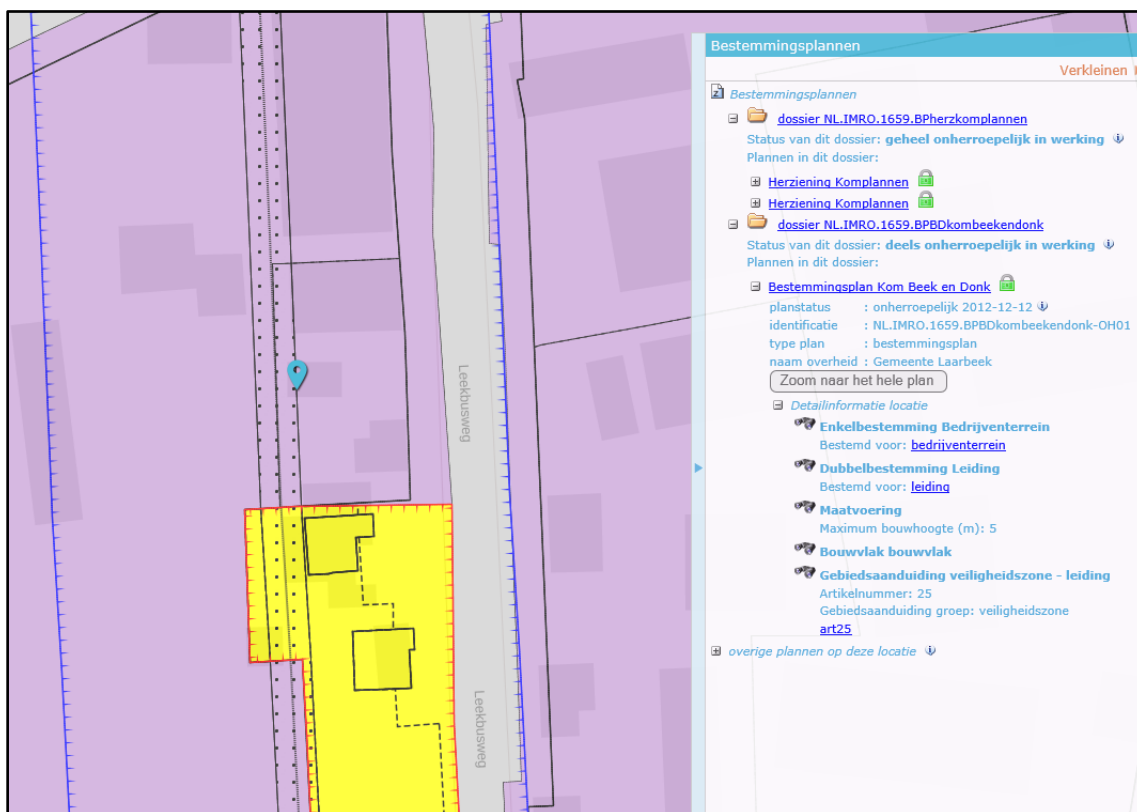 Bestemmingsplannen
Verkleinen
Bestemmingsplannen
dossier NL.IMRO.1659.BPherzkomplannen
Status van dit dossier: geheel onherroepelijk in werking
Plannen in dit dossier:
Herziening Komplannen
Herziening Komplannen
dossier NL.IMRO.1659.BPBDkombeekendonk
Status van dit dossier: deels onherroepelijk in werking
Plannen in dit dossier:
Bestemmingsplan Kom Beek en Donk
planstatus : onherroepelijk 2012-12-12
identificatie : NL.IMRO.1659.BPBDkombeekendonk-OH01
type plan : bestemmingsplan
naam overheid : Gemeente Laarbeek
Zoom naar het hele plan
Detailinformatie locatie
Enkelbestemming Bedrijventerrein
Bestemd voor: bedrijventerrein
Dubbelbestemming Leiding
Bestemd voor: leiding
Maatvoering
Maximum bouwhoogte (m): 5
Bouwvlak bouwvlak
Gebiedsaanduiding veiligheidszone - leiding
Artikelnummer: 25
Gebiedsaanduiding groep: veiligheidszone
art25
overige plannen op deze locatie
Leekbusweg
Leekbusweg